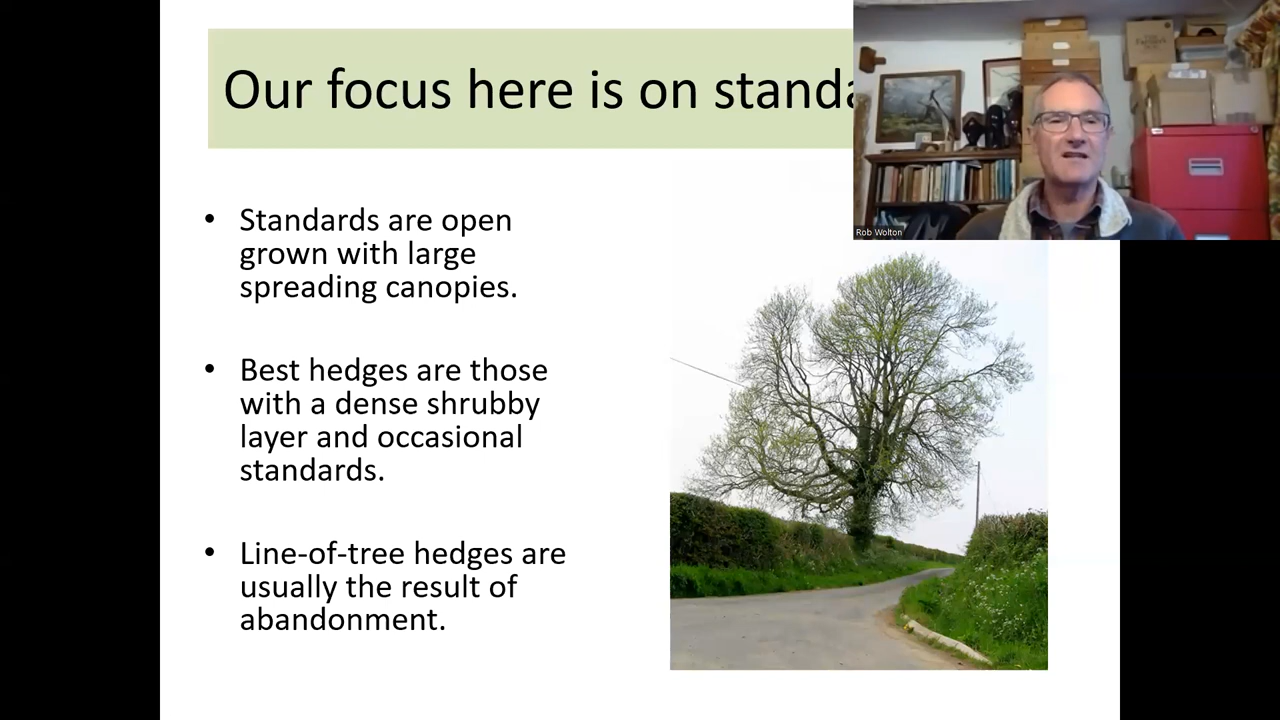 Our focus here is on standa
• Standards are open
grown with large
spreading canopies.
• Best hedges are those
with a dense shrubby
layer and occasional
standards.
• Line-of-tree hedges are
usually the result of
abandonment.
Rob Wolton